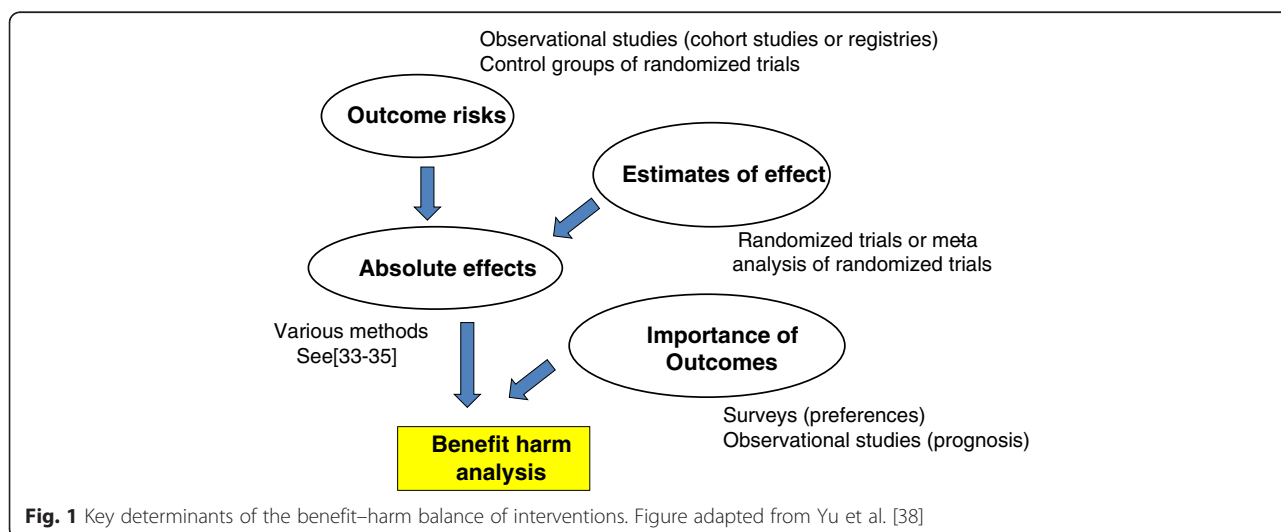 Observational studies (cohort studies or registries)
Control groups of randomized trials
Outcome risks
Estimates of effect
Randomized trials or meta
analysis of randomized trials
Absolute effects
Various methods
See[33-35]
Importance of
Outcomes
Surveys (preferences)
Observational studies (prognosis)
Benefit harm
analysis
Fig. 1 Key determinants of the benefit–harm balance of interventions. Figure adapted from Yu et al. [38]